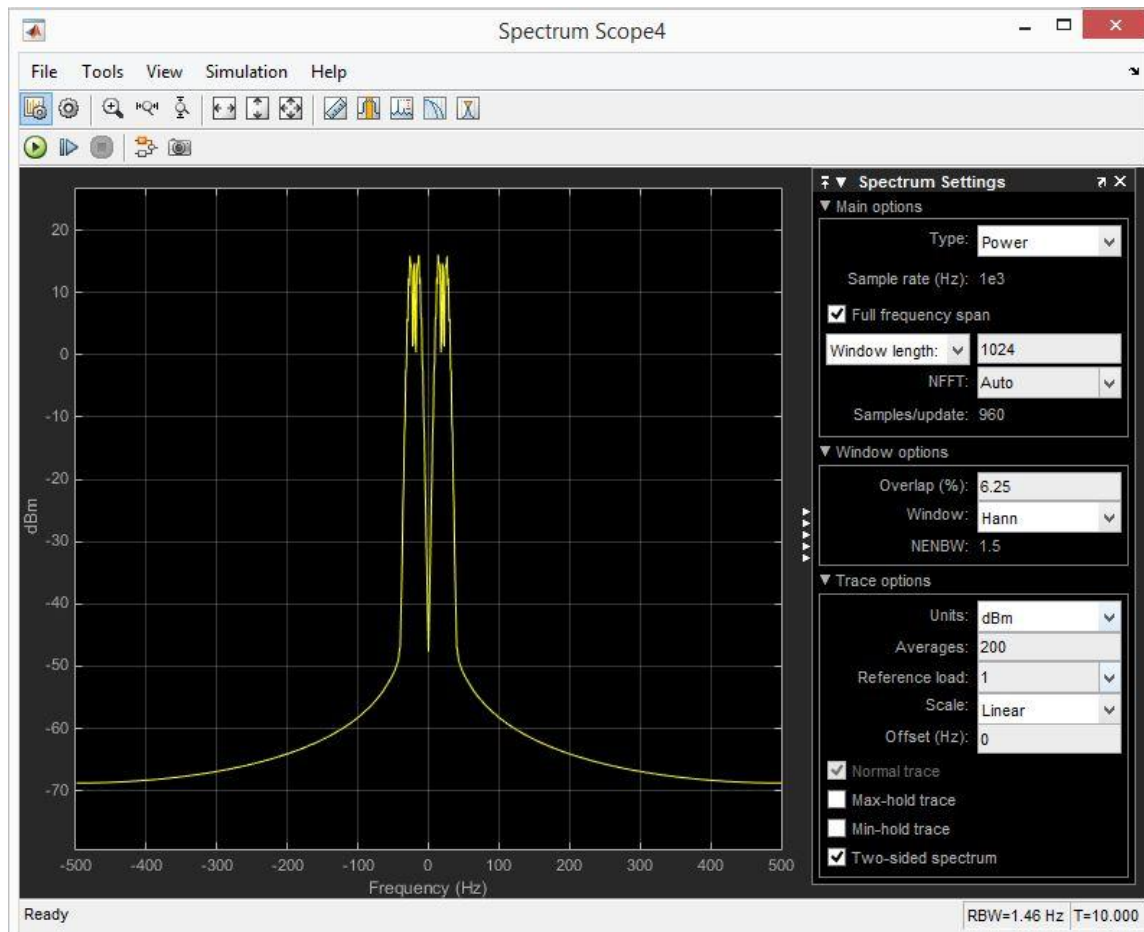 Spectrum Scope4
File Tools View Simulation Help
Spectrum Settings
Main options
Type: Power
Sample rate (Hz): 1e3
Full frequency span
Window length: 1024
NFFT: Auto
Samples/update: 960
Window options
Overlap (%): 6.25
Window: Hann
NENBW: 1.5
Trace options
Units: dBm
Averages: 200
Reference load: 1
Scale: Linear
Offset (Hz): 0
Normal trace
Max-hold trace
Min-hold trace
Two-sided spectrum
20
10
0
-10
-20
-30
-40
-50
-60
-70
dBm
-500 -400 -300 -200 -100 0 100 200 300 400 500
Frequency (Hz)
Ready RBW=1.46 Hz T=10.000